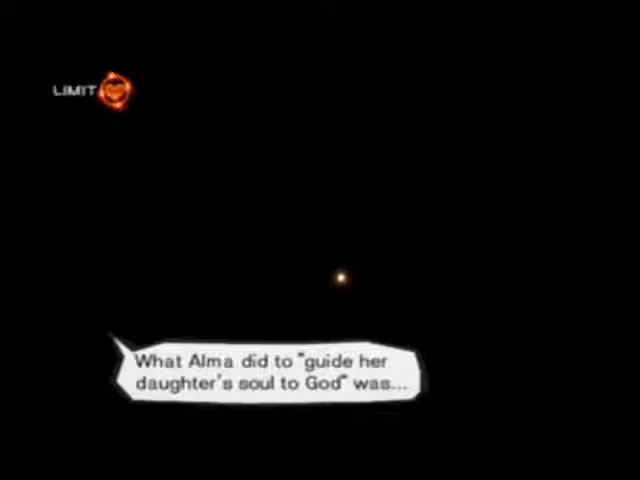 LIMIT
What Alma did to "guide her
daughter's soul to God" was...